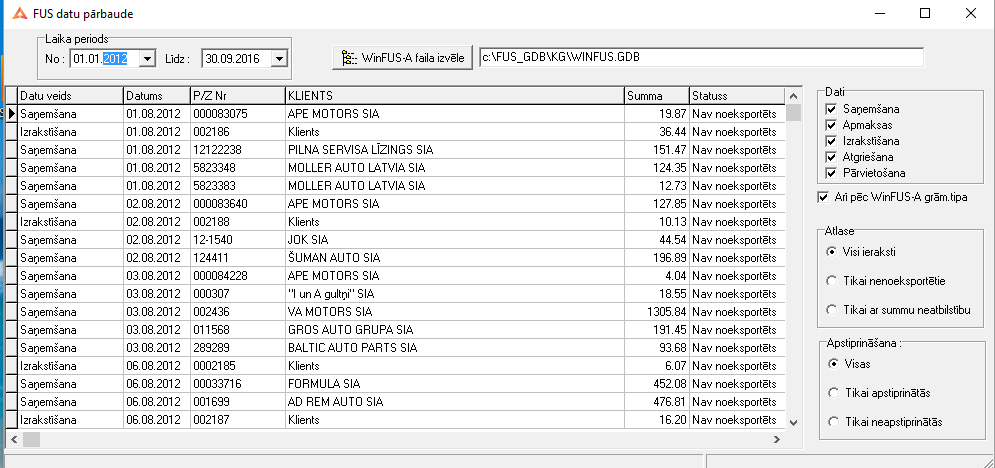 FUS datu pārbaude
Laika periods
No : 01.01.2012 Līdz : 30.09.2016 WinFUS-A faila izvēle c:\FUS_GDB\KG\WINFUS.GDB
Datu veids Datums P/Z Nr KLIENTS Summa Statuss
Saņemšana 01.08.2012 000083075 APE MOTORS SIA 19.87 Nav noeksportēts
Izrakstīšana 01.08.2012 002186 Klients 36.44 Nav noeksportēts
Saņemšana 02.08.2012 12122238 PILNA SERVISA LĪZINGS SIA 151.47 Nav noeksportēts
Saņemšana 02.08.2012 5823348 MOLLER AUTO LATVIA SIA 124.35 Nav noeksportēts
Saņemšana 02.08.2012 5823383 MOLLER AUTO LATVIA SIA 12.73 Nav noeksportēts
Saņemšana 02.08.2012 000083640 APE MOTORS SIA 127.85 Nav noeksportēts
Izrakstīšana 02.08.2012 002188 Klients 10.13 Nav noeksportēts
Saņemšana 02.08.2012 12-1540 JOK SIA 44.54 Nav noeksportēts
Saņemšana 02.08.2012 124411 ŠUMAN AUTO SIA 196.89 Nav noeksportēts
Saņemšana 03.08.2012 000084228 APE MOTORS SIA 4.04 Nav noeksportēts
Saņemšana 03.08.2012 000307 "I un A gultņi" SIA 18.55 Nav noeksportēts
Saņemšana 03.08.2012 002436 VA MOTORS SIA 1305.84 Nav noeksportēts
Saņemšana 03.08.2012 011568 GROS AUTO GRUPA SIA 191.45 Nav noeksportēts
Saņemšana 03.08.2012 289289 BALTIC AUTO PARTS SIA 93.68 Nav noeksportēts
Izrakstīšana 06.08.2012 0002185 Klients 6.07 Nav noeksportēts
Saņemšana 06.08.2012 00033716 FORMULA SIA 452.08 Nav noeksportēts
Saņemšana 06.08.2012 001699 AD REM AUTO SIA 476.81 Nav noeksportēts
Izrakstīšana 06.08.2012 002187 Klients 16.20 Nav noeksportēts
Dati
Saņemšana
Apmaksas
Izrakstīšana
Atgriešana
Pārvietošana
Arī pēc WinFUS-A grām.tipa
Atlase
Visi ieraksti
Tikai nenoeksportētie
Tikai ar summu neatbilstību
Apstiprināšana :
Visas
Tikai apstiprinātās
Tikai neapstiprinātās